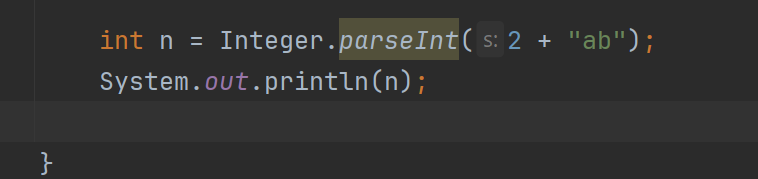 int n = Integer.parseInt( s: 2 + "ab");
System.out.println(n);
}